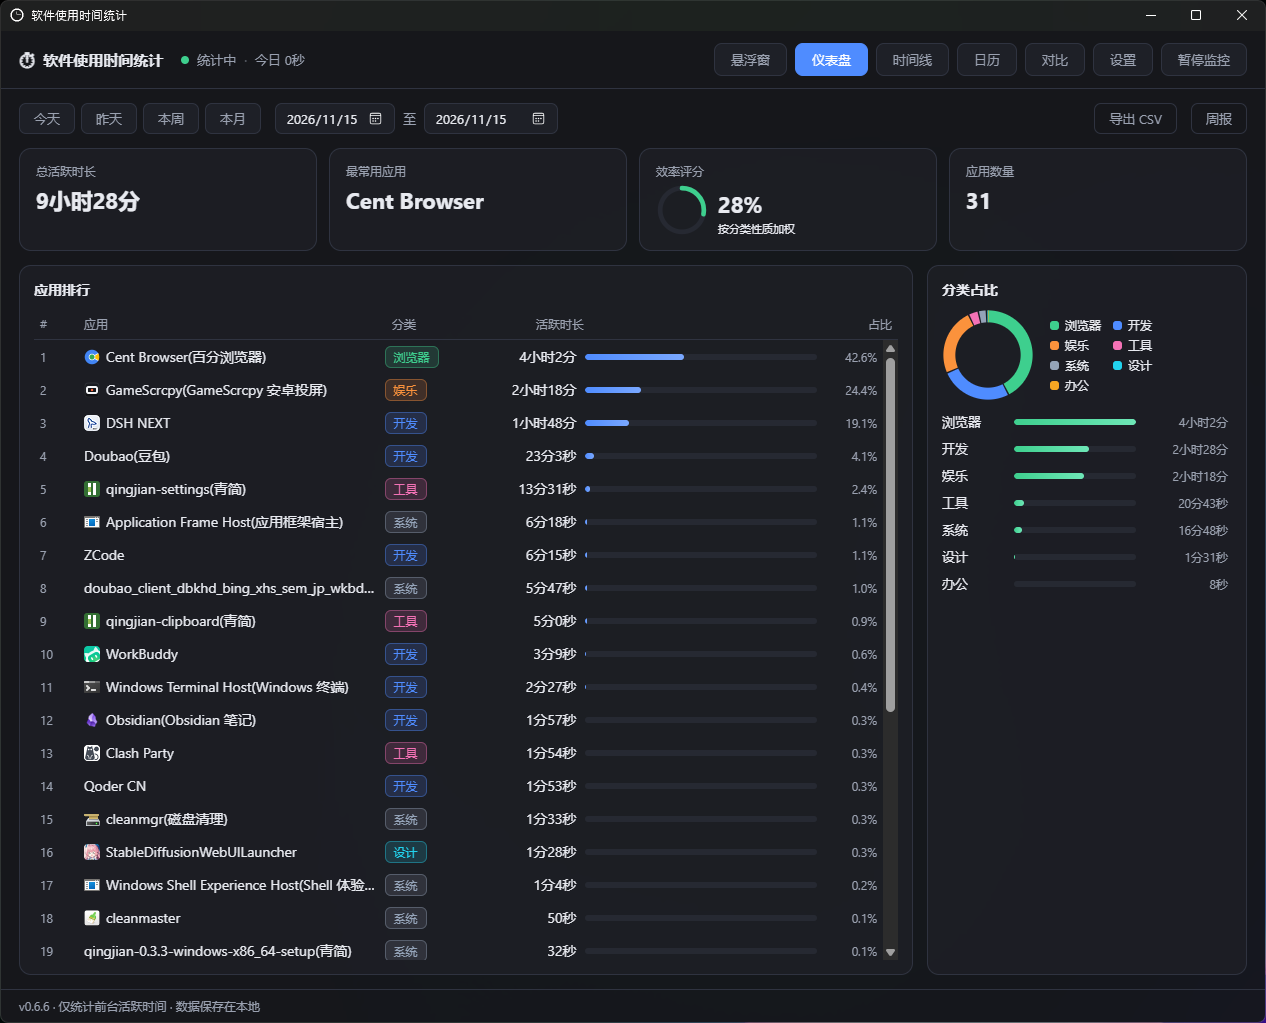 软件使用时间统计
软件使用时间统计 统计中 · 今日 0秒 悬浮窗 仪表盘 时间线 日历 对比 设置 暂停监控
今天 昨天 本周 本月 2026/11/15 至 2026/11/15 导出 CSV 周报
总活跃时长
9小时28分
最常用应用
Cent Browser
效率评分
28%
按分类性质加权
应用数量
31
应用排行
# 应用 分类 活跃时长 占比
1 Cent Browser(百分浏览器) 浏览器 4小时2分 42.6%
2 GameScrcpy(GameScrcpy 安卓投屏) 娱乐 2小时18分 24.4%
3 DSH NEXT 开发 1小时48分 19.1%
4 Doubao(豆包) 开发 23分3秒 4.1%
5 qingjian-settings(青简) 工具 13分31秒 2.4%
6 Application Frame Host(应用框架宿主) 系统 6分18秒 1.1%
7 ZCode 开发 6分15秒 1.1%
8 doubao_client_dbkhd_bing_xhs_sem_jp_wkbd... 系统 5分47秒 1.0%
9 qingjian-clipboard(青简) 工具 5分0秒 0.9%
10 WorkBuddy 开发 3分9秒 0.6%
11 Windows Terminal Host(Windows 终端) 开发 2分27秒 0.4%
12 Obsidian(Obsidian 笔记) 开发 1分57秒 0.3%
13 Clash Party 工具 1分54秒 0.3%
14 Qoder CN 开发 1分53秒 0.3%
15 cleanmgr(磁盘清理) 系统 1分33秒 0.3%
16 StableDiffusionWebUILauncher 设计 1分28秒 0.3%
17 Windows Shell Experience Host(Shell 体验... 系统 1分4秒 0.2%
18 cleanmaster 系统 50秒 0.1%
19 qingjian-0.3.3-windows-x86_64-setup(青简) 系统 32秒 0.1%
分类占比
浏览器 开发
娱乐 工具
系统 设计
办公
浏览器 4小时2分
开发 2小时28分
娱乐 2小时18分
工具 20分43秒
系统 16分48秒
设计 1分31秒
办公 8秒
v0.6.6 · 仅统计前台活跃时间 · 数据保存在本地